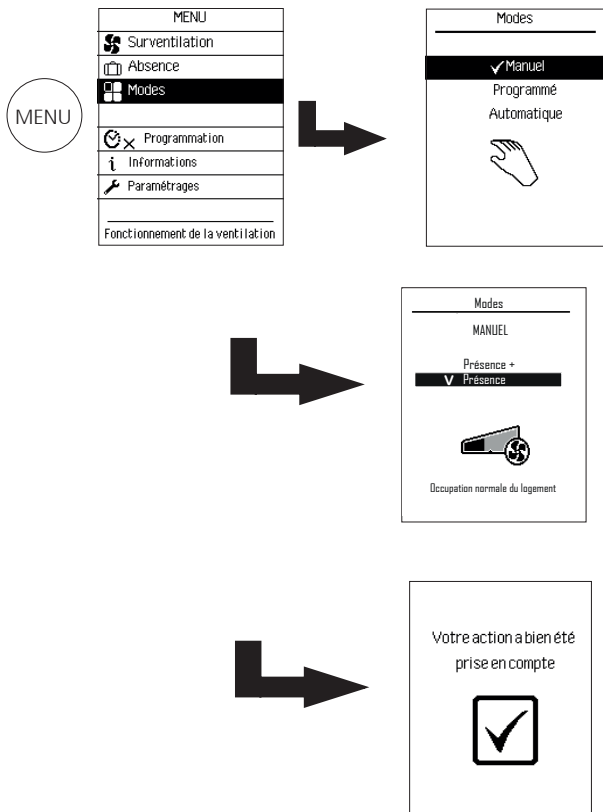 MENU
MENU
Surventilation
Absence
Modes
Programmation
Informations
Paramétrages
Fonctionnement de la ventilation
Modes
Manuel
Programmé
Automatique
Modes
MANUEL
Présence +
V Présence
Occupation normale du logement
Votre action a bien été
prise en compte